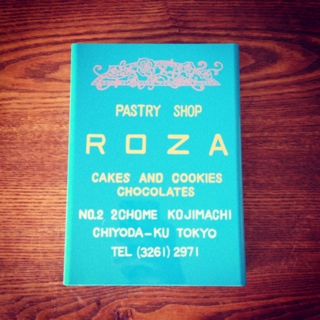 PASTRY SHOP
ROZA
CAKES AND COOKIES
CHOCOLATES
NO.2, 2CHOME KOJIMACHI
CHIYODA-KU TOKYO
TEL (3261) 2971